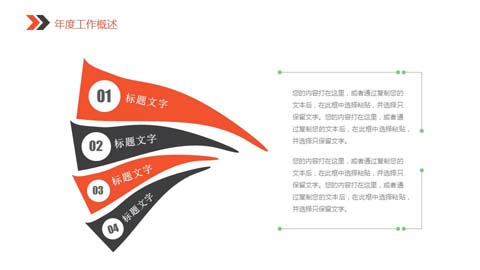 年度工作概述
01
标题文字
02
标题文字
03
标题文字
04
标题文字
您的内容打在这里，或者通过复制您的
文本后，在此框中选择粘贴，并选择只
保留文字。您的内容打在这里，或者通
过复制您的文本后，在此框中选择粘贴，
并选择只保留文字。
您的内容打在这里，或者通过复制您的
文本后，在此框中选择粘贴，并选择只
保留文字。您的内容打在这里，或者通
过复制您的文本后，在此框中选择粘贴，
并选择只保留文字。